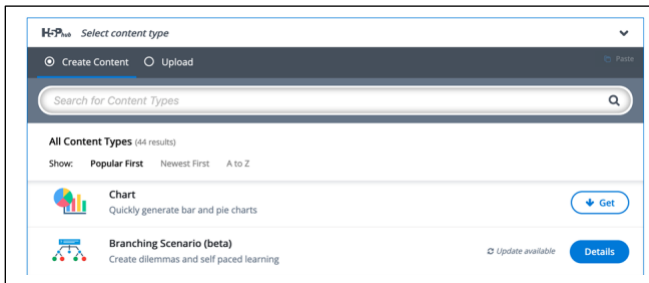 H5Phub Select content type
Create Content Upload Paste
Search for Content Types
All Content Types (44 results)
Show: Popular First Newest First A to Z
Chart
Quickly generate bar and pie charts
Get
Branching Scenario (beta)
Create dilemmas and self paced learning
Update available Details